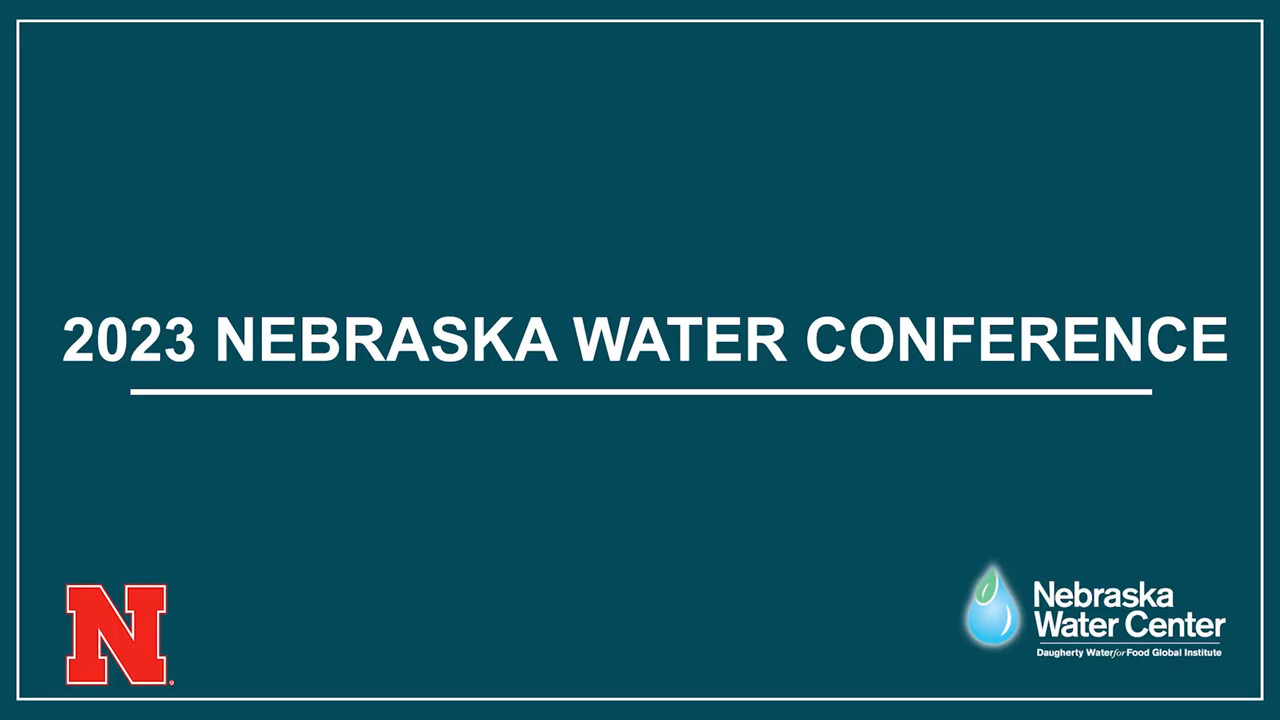 2023 NEBRASKA WATER CONFERENCE
N
Nebraska
Water Center
Daugherty Water for Food Global Institute